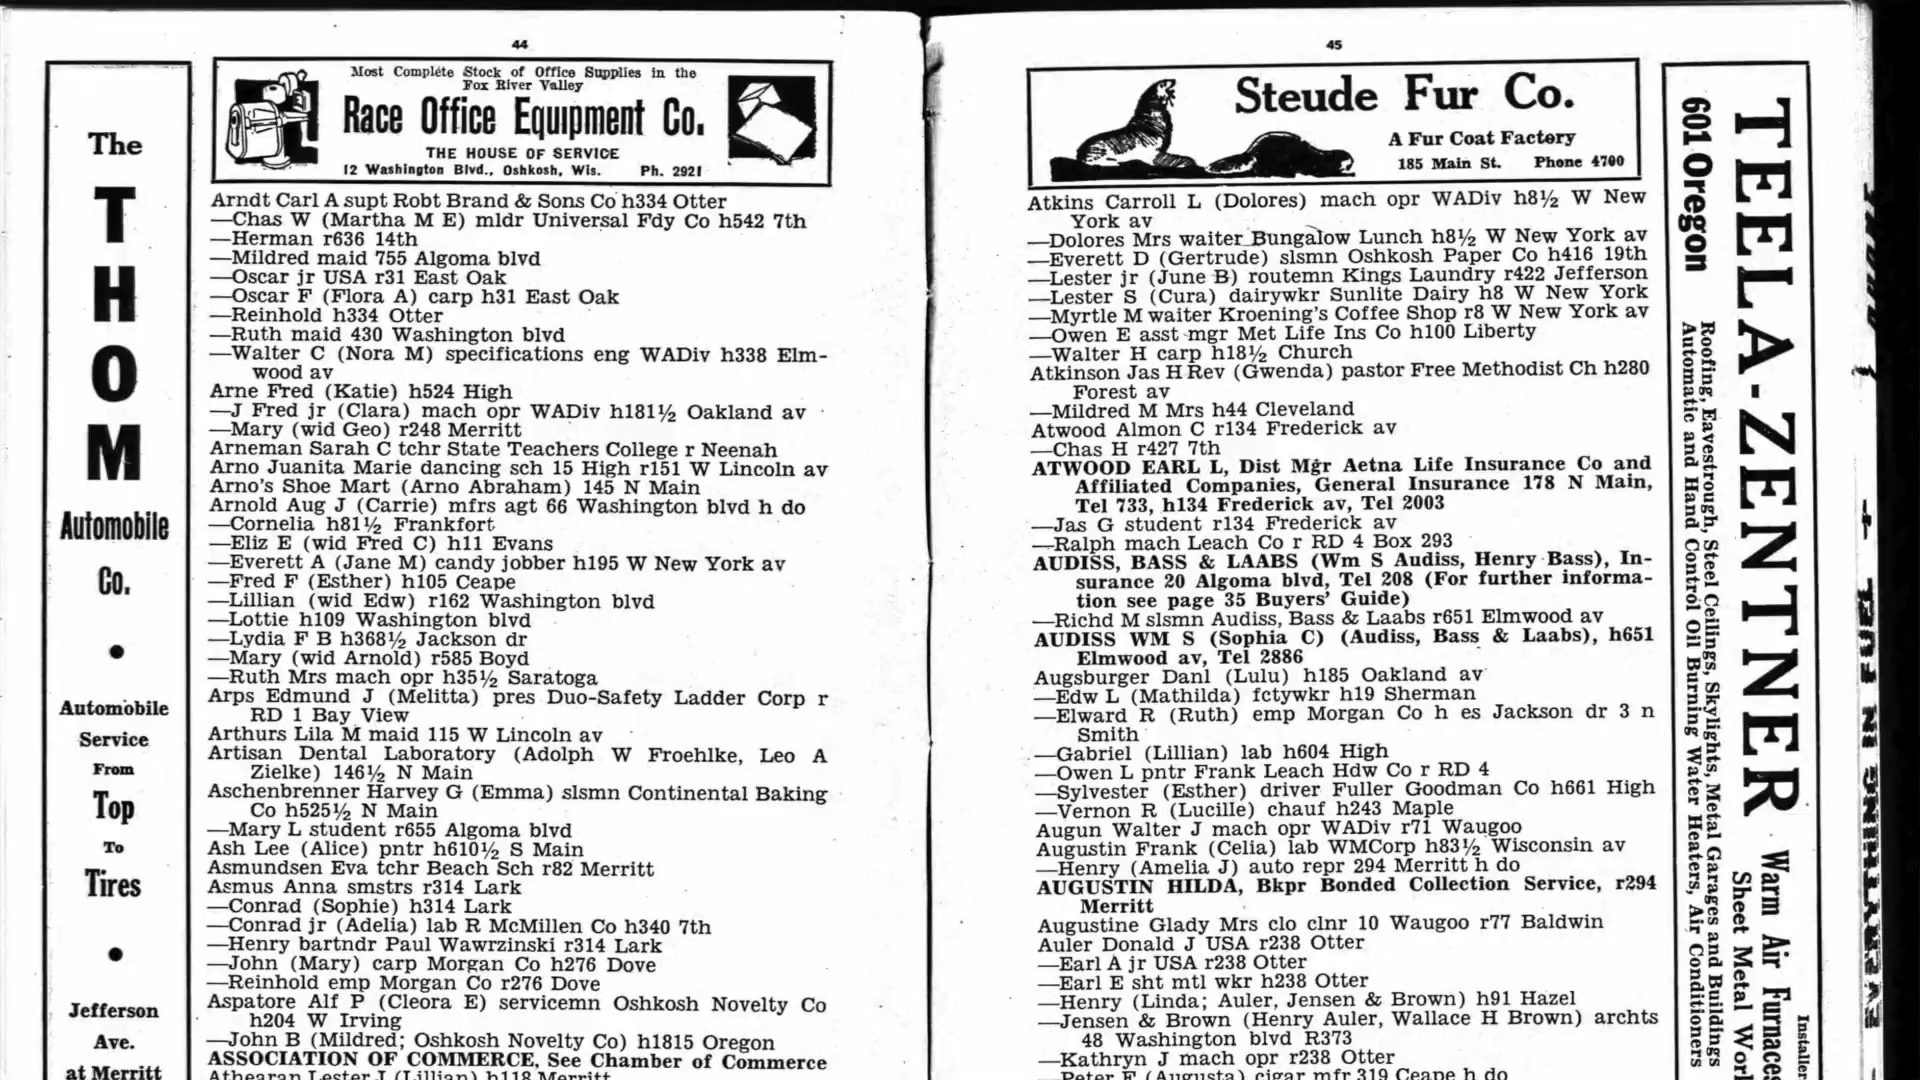 44
The
THOM
Automobile
Co.
Automobile
Service
From
Top
To
Tires
Jefferson
Ave.
at Merritt
Most Complete Stock of Office Supplies in the
Fox River Valley
Race Office Equipment Co.
THE HOUSE OF SERVICE
12 Washington Blvd., Oshkosh, Wis. Ph. 2921
Arndt Carl A supt Robt Brand & Sons Co h334 Otter
—Chas W (Martha M E) mldr Universal Fdy Co h542 7th
—Herman r636 14th
—Mildred maid 755 Algoma blvd
—Oscar jr USA r31 East Oak
—Oscar F (Flora A) carp h31 East Oak
—Reinhold h334 Otter
—Ruth maid 430 Washington blvd
—Walter C (Nora M) specifications eng WADiv h338 Elm-
wood av
Arne Fred (Katie) h524 High
—J Fred jr (Clara) mach opr WADiv h181½ Oakland av
—Mary (wid Geo) r248 Merritt
Arneman Sarah C tchr State Teachers College r Neenah
Arno Juanita Marie dancing sch 15 High r151 W Lincoln av
Arno's Shoe Mart (Arno Abraham) 145 N Main
Arnold Aug J (Carrie) mfrs agt 66 Washington blvd h do
—Cornelia h81½ Frankfort
—Eliz E (wid Fred C) h11 Evans
—Everett A (Jane M) candy jobber h195 W New York av
—Fred F (Esther) h105 Ceape
—Lillian (wid Edw) r162 Washington blvd
—Lottie h109 Washington blvd
—Lydia F B h368½ Jackson dr
—Mary (wid Arnold) r585 Boyd
—Ruth Mrs mach opr h35½ Saratoga
Arps Edmund J (Melitta) pres Duo-Safety Ladder Corp r
RD 1 Bay View
Arthurs Lila M maid 115 W Lincoln av
Artisan Dental Laboratory (Adolph W Froehlke, Leo A
Zielke) 146½ N Main
Aschenbrenner Harvey G (Emma) slsmn Continental Baking
Co h525½ N Main
—Mary L student r655 Algoma blvd
Ash Lee (Alice) pntr h610½ S Main
Asmundsen Eva tchr Beach Sch r82 Merritt
Asmus Anna smstrs r314 Lark
—Conrad (Sophie) h314 Lark
—Conrad jr (Adelia) lab R McMillen Co h340 7th
—Henry bartndr Paul Wawrzinski r314 Lark
—John (Mary) carp Morgan Co h276 Dove
—Reinhold emp Morgan Co r276 Dove
Aspatore Alf P (Cleora E) servicemn Oshkosh Novelty Co
h204 W Irving
—John B (Mildred; Oshkosh Novelty Co) h1815 Oregon
ASSOCIATION OF COMMERCE, See Chamber of Commerce
Athearan Lester J (Lillian) h118 Merritt
45
Steude Fur Co.
A Fur Coat Factory
185 Main St. Phone 4700
Atkins Carroll L (Dolores) mach opr WADiv h8½ W New
York av
—Dolores Mrs waiter Bungalow Lunch h8½ W New York av
—Everett D (Gertrude) slsmn Oshkosh Paper Co h416 19th
—Lester jr (June B) routemn Kings Laundry r422 Jefferson
—Lester S (Cura) dairywkr Sunlite Dairy h8 W New York
—Myrtle M waiter Kroening's Coffee Shop r8 W New York av
—Owen E asst mgr Met Life Ins Co h100 Liberty
—Walter H carp h18½ Church
Atkinson Jas H Rev (Gwenda) pastor Free Methodist Ch h280
Forest av
—Mildred M Mrs h44 Cleveland
Atwood Almon C r134 Frederick av
—Chas H r427 7th
ATWOOD EARL L, Dist Mgr Aetna Life Insurance Co and
Affiliated Companies, General Insurance 178 N Main,
Tel 733, h134 Frederick av, Tel 2003
—Jas G student r134 Frederick av
—Ralph mach Leach Co r RD 4 Box 293
AUDISS, BASS & LAABS (Wm S Audiss, Henry Bass), In-
surance 20 Algoma blvd, Tel 208 (For further informa-
tion see page 35 Buyers' Guide)
—Richd M slsmn Audiss, Bass & Laabs r651 Elmwood av
AUDISS WM S (Sophia C) (Audiss, Bass & Laabs), h651
Elmwood av, Tel 2886
Augsburger Danl (Lulu) h185 Oakland av
—Edw L (Mathilda) fctywkr h19 Sherman
—Elward R (Ruth) emp Morgan Co h es Jackson dr 3 n
Smith
—Gabriel (Lillian) lab h604 High
—Owen L pntr Frank Leach Hdw Co r RD 4
—Sylvester (Esther) driver Fuller Goodman Co h661 High
—Vernon R (Lucille) chauf h243 Maple
Augun Walter J mach opr WADiv r71 Waugoo
Augustin Frank (Celia) lab WMCorp h83½ Wisconsin av
—Henry (Amelia J) auto repr 294 Merritt h do
AUGUSTIN HILDA, Bkpr Bonded Collection Service, r294
Merritt
Augustine Glady Mrs clo clnr 10 Waugoo r77 Baldwin
Auler Donald J USA r238 Otter
—Earl A jr USA r238 Otter
—Earl E sht mtl wkr h238 Otter
—Henry (Linda; Auler, Jensen & Brown) h91 Hazel
—Jensen & Brown (Henry Auler, Wallace H Brown) archts
48 Washington blvd R373
—Kathryn J mach opr r238 Otter
—Peter F (Augusta) cigar mfr 319 Ceape h do
TEELA-ZENTNER
Warm Air Furnaces
Sheet Metal Work
601 Oregon
Roofing, Eavestrough, Steel Ceilings, Skylights, Metal Garages and Buildings
Automatic and Hand Control Oil Burning Water Heaters, Air Conditioners
Installer